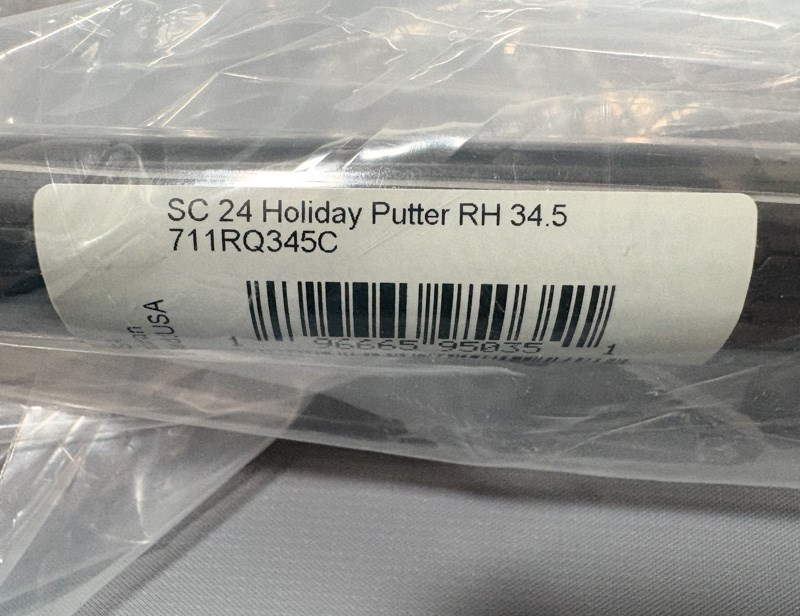 SC 24 Holiday Putter RH 34.5
711RQ345C
USA
1 96665 95035 1